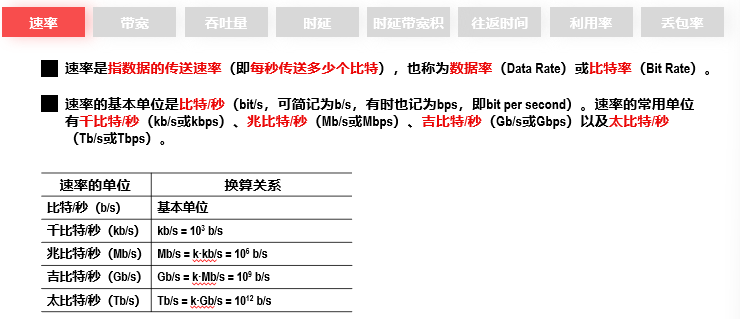 速率 带宽 吞吐量 时延 时延带宽积 往返时间 利用率 丢包率
速率是指数据的传送速率（即每秒传送多少个比特），也称为数据率（Data Rate）或比特率（Bit Rate）。
速率的基本单位是比特/秒（bit/s，可简记为b/s，有时也记为bps，即bit per second）。速率的常用单位
有千比特/秒（kb/s或kbps）、兆比特/秒（Mb/s或Mbps）、吉比特/秒（Gb/s或Gbps）以及太比特/秒
（Tb/s或Tbps）。
速率的单位 换算关系
比特/秒（b/s） 基本单位
千比特/秒（kb/s） kb/s = 10³ b/s
兆比特/秒（Mb/s） Mb/s = k·kb/s = 10⁶ b/s
吉比特/秒（Gb/s） Gb/s = k·Mb/s = 10⁹ b/s
太比特/秒（Tb/s） Tb/s = k·Gb/s = 10¹² b/s